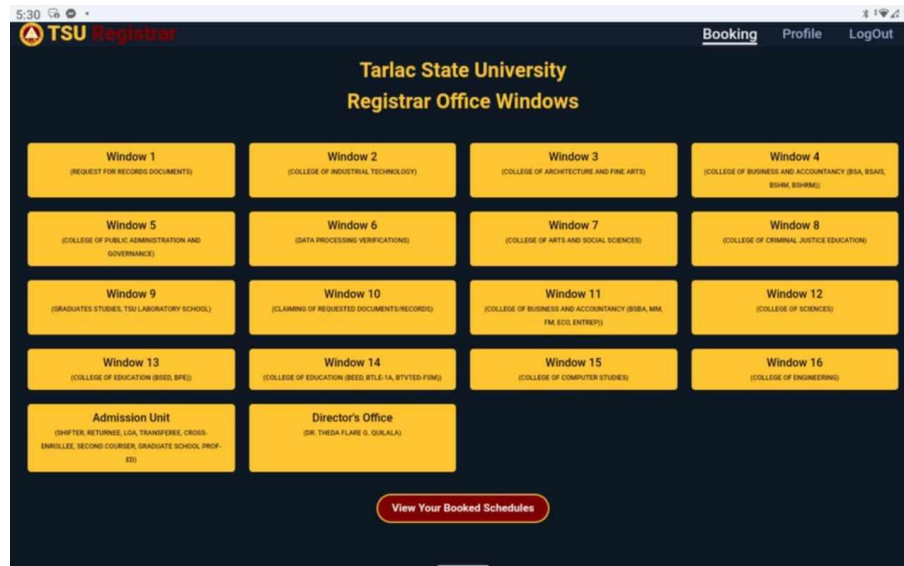 5:30
TSU Registrar
Booking Profile LogOut
Tarlac State University
Registrar Office Windows
Window 1
(REQUEST FOR RECORDS DOCUMENTS)
Window 2
(COLLEGE OF INDUSTRIAL TECHNOLOGY)
Window 3
(COLLEGE OF ARCHITECTURE AND FINE ARTS)
Window 4
(COLLEGE OF BUSINESS AND ACCOUNTANCY (BSA, BSAIS,
BSHM, BSHRM))
Window 5
(COLLEGE OF PUBLIC ADMINISTRATION AND
GOVERNANCE)
Window 6
(DATA PROCESSING VERIFICATIONS)
Window 7
(COLLEGE OF ARTS AND SOCIAL SCIENCES)
Window 8
(COLLEGE OF CRIMINAL JUSTICE EDUCATION)
Window 9
(GRADUATES STUDIES, TSU LABORATORY SCHOOL)
Window 10
(CLAIMING OF REQUESTED DOCUMENTS/RECORDS)
Window 11
(COLLEGE OF BUSINESS AND ACCOUNTANCY (BSBA, MM,
FM, ECO, ENTREP))
Window 12
(COLLEGE OF SCIENCES)
Window 13
(COLLEGE OF EDUCATION (BSED, BPE))
Window 14
(COLLEGE OF EDUCATION (BEED, BTLE-1A, BTVTED-FSM))
Window 15
(COLLEGE OF COMPUTER STUDIES)
Window 16
(COLLEGE OF ENGINEERING)
Admission Unit
(SHIFTER, RETURNEE, LOA, TRANSFEREE, CROSS-
ENROLLEE, SECOND COURSER, GRADUATE SCHOOL PROF-
ED)
Director's Office
(DR. THEDA FLARE G. QUILALA)
View Your Booked Schedules